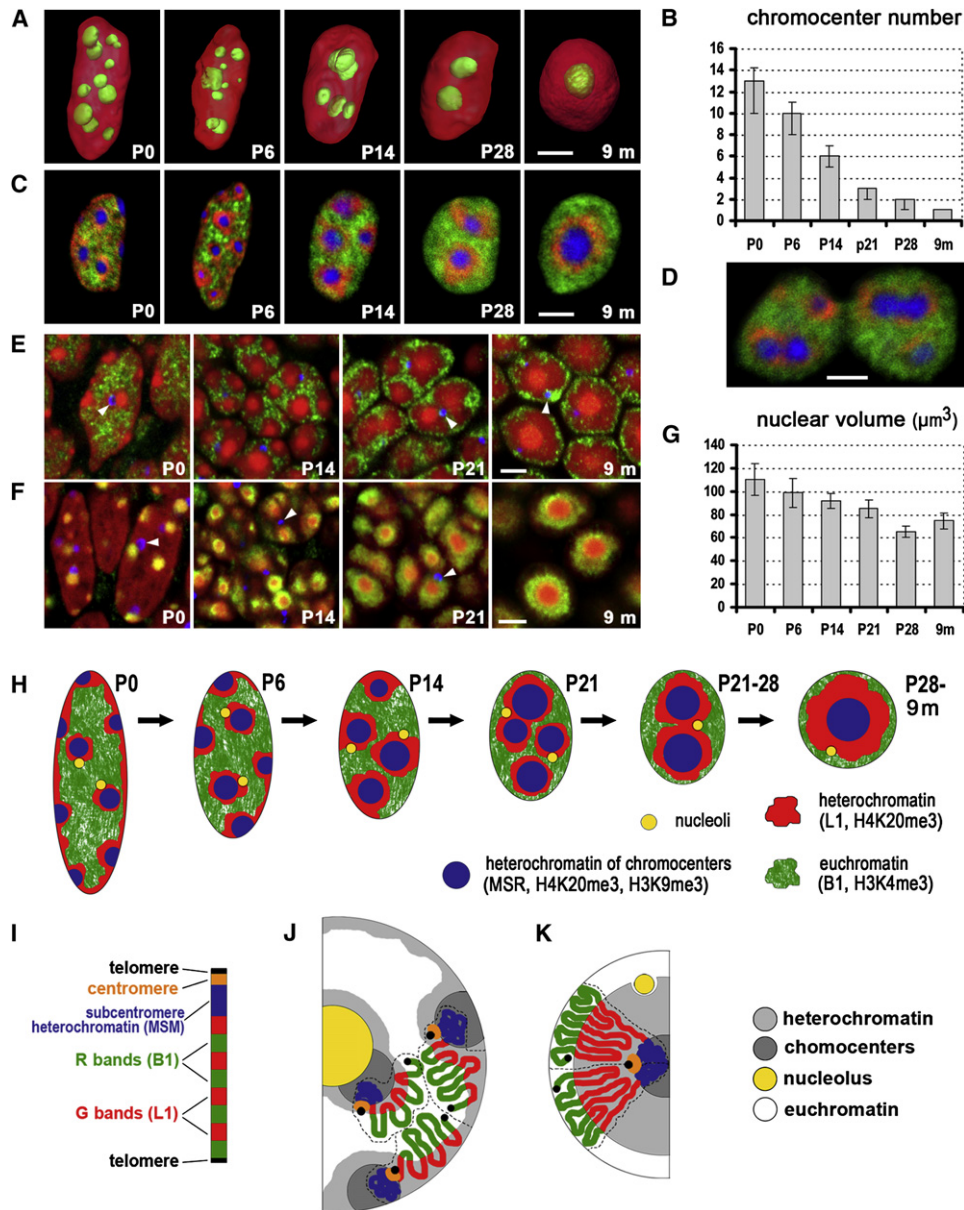 A
P0
P6
P14
P28
9 m
B
chromocenter number
16
14
12
10
8
6
4
2
0
P0 P6 P14 p21 P28 9m
C
P0
P6
P14
P28
9 m
D
E
P0
P14
P21
9 m
F
P0
P14
P21
9 m
G
nuclear volume (μm³)
140
120
100
80
60
40
20
0
P0 P6 P14 P21 P28 9m
H
P0
P6
P14
P21
P21-28
P28-
9m
nucleoli
heterochromatin
(L1, H4K20me3)
heterochromatin of chromocenters
(MSR, H4K20me3, H3K9me3)
euchromatin
(B1, H3K4me3)
I
telomere
centromere
subcentromere
heterochromatin (MSM)
R bands (B1)
G bands (L1)
telomere
J
K
heterochromatin
chomocenters
nucleolus
euchromatin